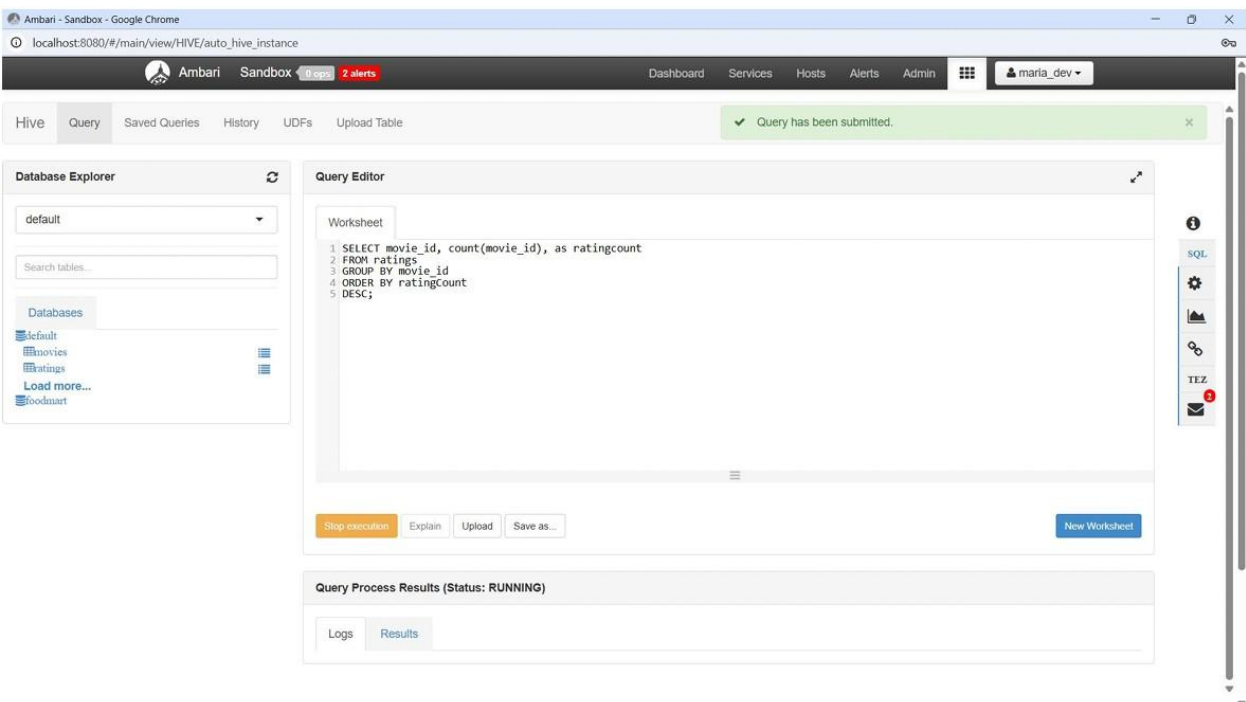 Ambari - Sandbox - Google Chrome
localhost:8080/#/main/view/HIVE/auto_hive_instance
Ambari Sandbox 0 ops 2 alerts Dashboard Services Hosts Alerts Admin maria_dev
Hive Query Saved Queries History UDFs Upload Table
Query has been submitted. ×
Database Explorer
default
Search tables...
Databases
default
movies
ratings
Load more...
foodmart
Query Editor
Worksheet
1 SELECT movie_id, count(movie_id), as ratingcount
2 FROM ratings
3 GROUP BY movie_id
4 ORDER BY ratingCount
5 DESC;
Stop execution Explain Upload Save as... New Worksheet
Query Process Results (Status: RUNNING)
Logs Results
SQL
TEZ
2